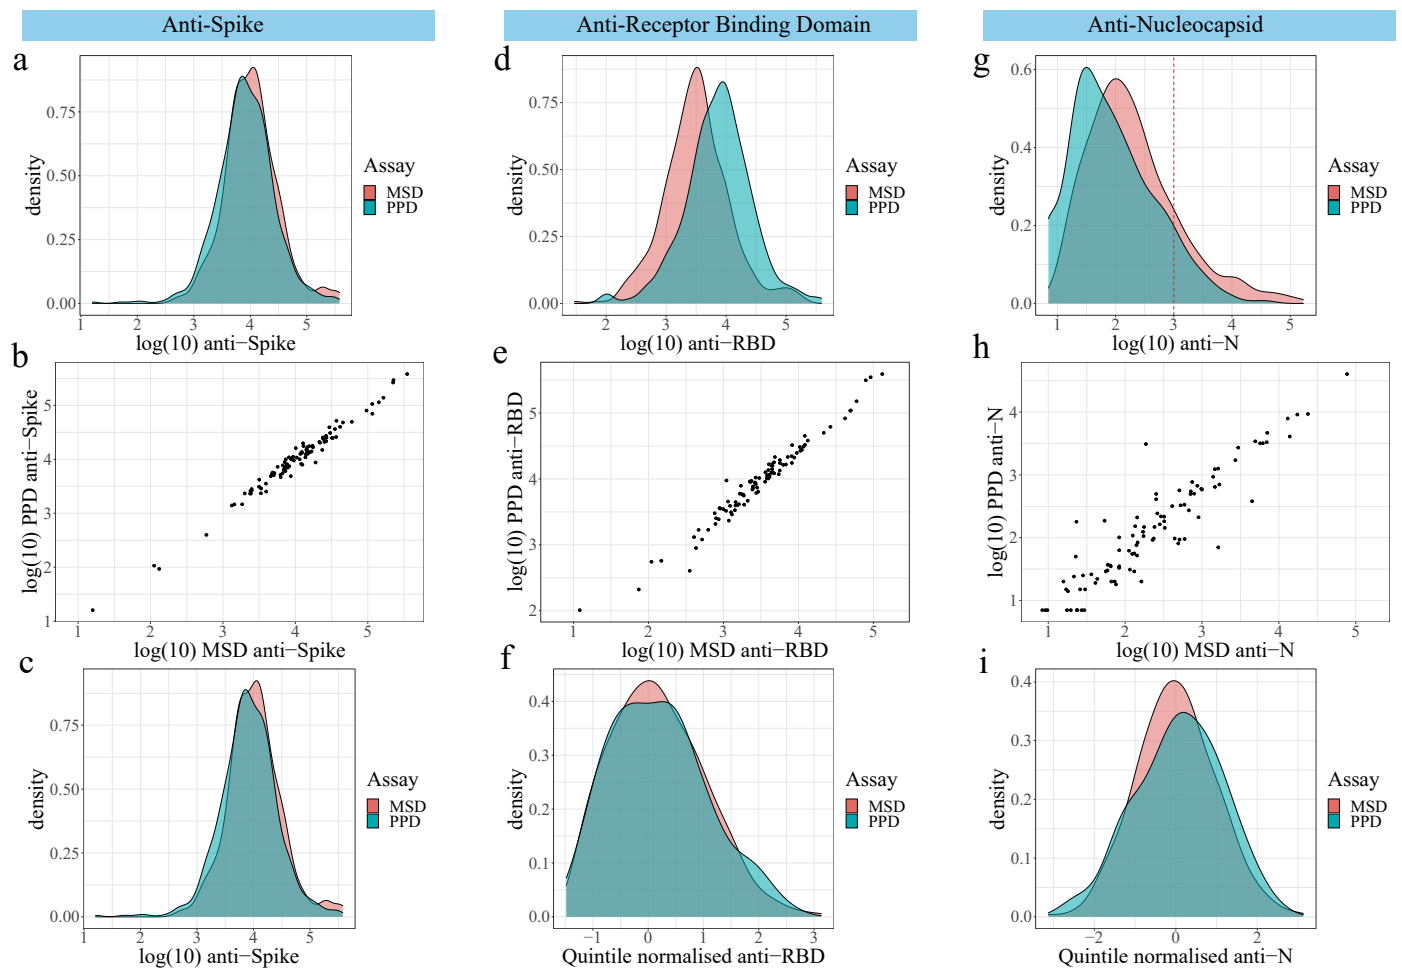 Anti-Spike
Anti-Receptor Binding Domain
Anti-Nucleocapsid
a
density
0.75
0.50
0.25
0.00
1 2 3 4 5
log(10) anti−Spike
Assay
MSD
PPD
d
density
0.75
0.50
0.25
0.00
2 3 4 5
log(10) anti−RBD
Assay
MSD
PPD
g
density
0.6
0.4
0.2
0.0
1 2 3 4 5
log(10) anti−N
Assay
MSD
PPD
b
log(10) PPD anti−Spike
5
4
3
2
1
1 2 3 4 5
log(10) MSD anti−Spike
e
log(10) PPD anti−RBD
5
4
3
2
1 2 3 4 5
log(10) MSD anti−RBD
h
log(10) PPD anti−N
4
3
2
1
1 2 3 4 5
log(10) MSD anti−N
c
density
0.75
0.50
0.25
0.00
1 2 3 4 5
log(10) anti−Spike
Assay
MSD
PPD
f
density
0.4
0.3
0.2
0.1
0.0
−1 0 1 2 3
Quintile normalised anti−RBD
Assay
MSD
PPD
i
density
0.4
0.3
0.2
0.1
0.0
−2 0 2
Quintile normalised anti−N
Assay
MSD
PPD